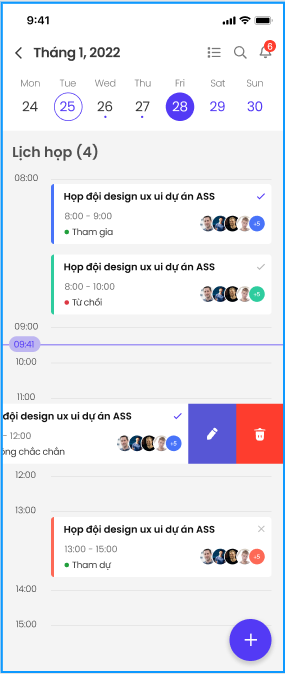 9:41
Tháng 1, 2022
6
Mon Tue Wed Thu Fri Sat Sun
24 25 26 27 28 29 30
Lịch họp (4)
08:00
Họp đội design ux ui dự án ASS
8:00 - 9:00
+5
Tham gia
Họp đội design ux ui dự án ASS
8:00 - 10:00
+5
Từ chối
09:00
09:41
10:00
11:00
đội design ux ui dự án ASS
- 12:00
+5
ông chắc chắn
12:00
13:00
Họp đội design ux ui dự án ASS
13:00 - 15:00
+5
Tham dự
14:00
15:00